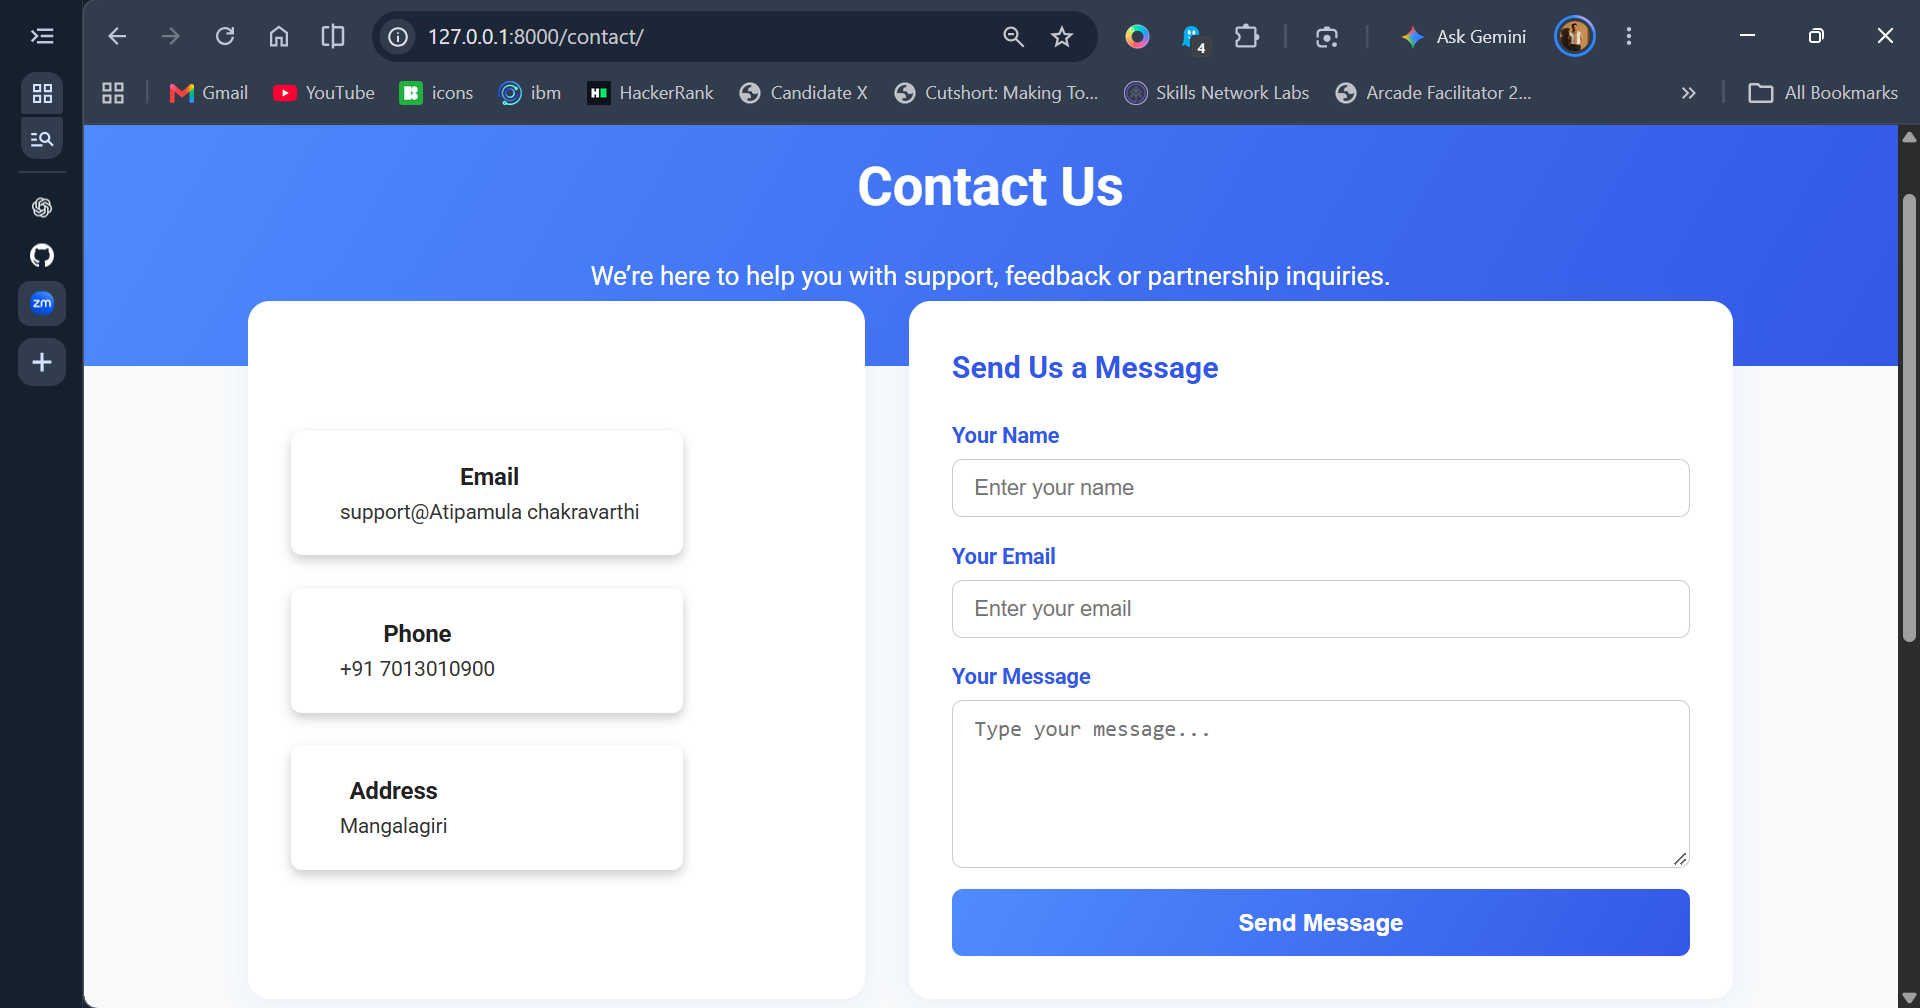 127.0.0.1:8000/contact/
4
Ask Gemini
Gmail
YouTube
icons
ibm
HackerRank
Candidate X
Cutshort: Making To...
Skills Network Labs
Arcade Facilitator 2...
All Bookmarks
zm
Contact Us
We’re here to help you with support, feedback or partnership inquiries.
Email
support@Atipamula chakravarthi
Phone
+91 7013010900
Address
Mangalagiri
Send Us a Message
Your Name
Enter your name
Your Email
Enter your email
Your Message
Type your message...
Send Message